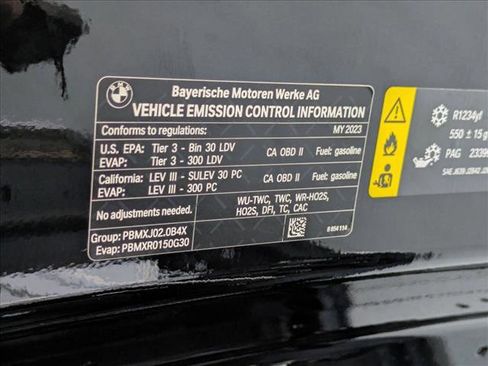 BMW
Bayerische Motoren Werke AG
VEHICLE EMISSION CONTROL INFORMATION
Conforms to regulations: MY 2023
U.S. EPA: Tier 3 - Bin 30 LDV CA OBD II Fuel: gasoline
EVAP: Tier 3 - 300 LDV
California: LEV III - SULEV 30 PC CA OBD II Fuel: gasoline
EVAP: LEV III - 300 PC
WU-TWC, TWC, WR-HO2S,
HO2S, DFI, TC, CAC
Group: PBMXJ02.0B4X
Evap: PBMXR0150G30
R1234yf
550 ± 15 g
PAG